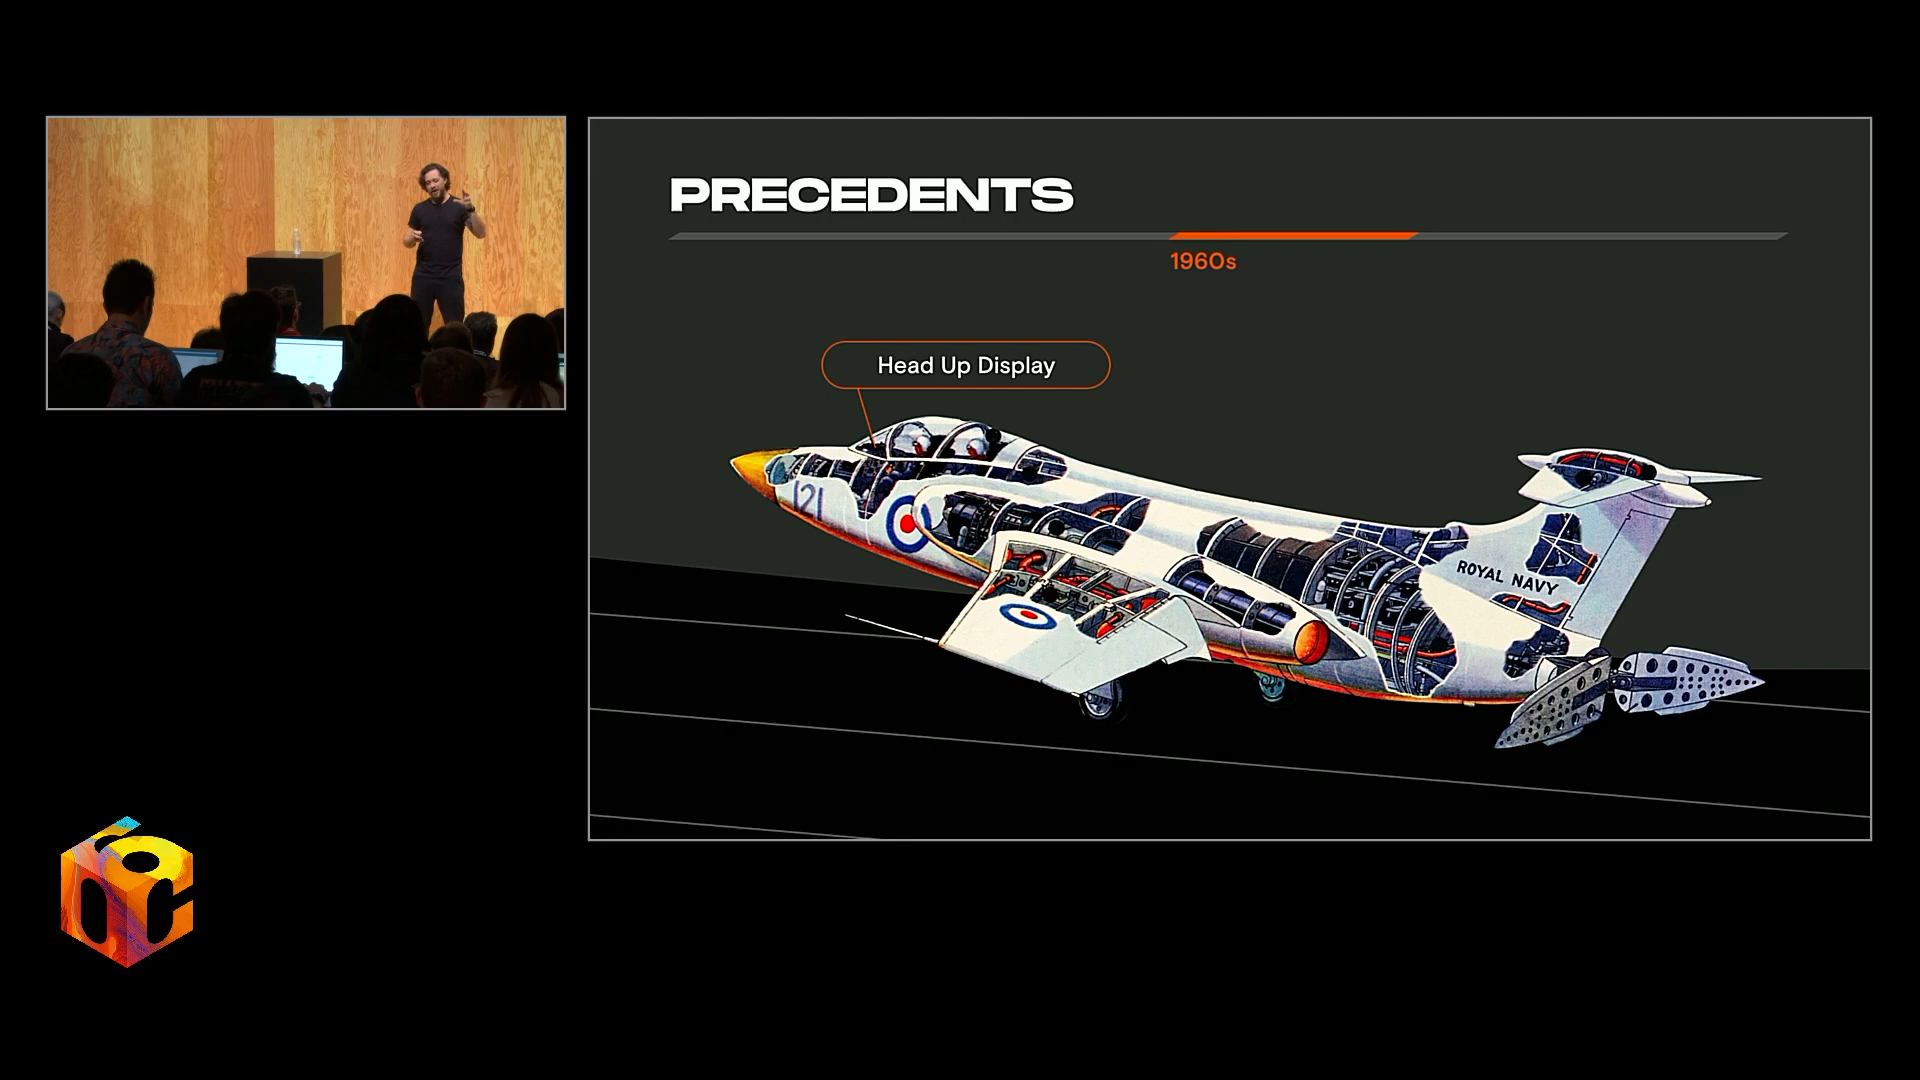 PRECEDENTS
1960s
Head Up Display
121
ROYAL NAVY